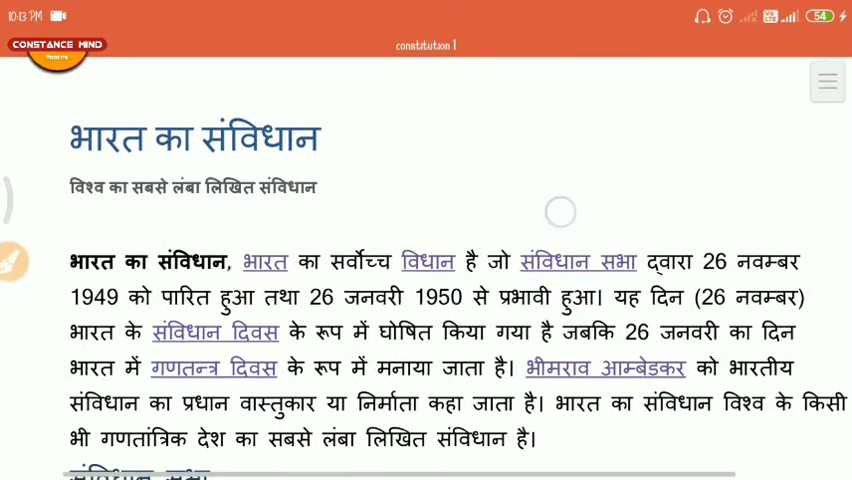 10:13 PM
54
CONSTANCE MIND
constitution 1
भारत का संविधान
विश्व का सबसे लंबा लिखित संविधान
भारत का संविधान, भारत का सर्वोच्च विधान है जो संविधान सभा द्वारा 26 नवम्बर
1949 को पारित हुआ तथा 26 जनवरी 1950 से प्रभावी हुआ। यह दिन (26 नवम्बर)
भारत के संविधान दिवस के रूप में घोषित किया गया है जबकि 26 जनवरी का दिन
भारत में गणतन्त्र दिवस के रूप में मनाया जाता है। भीमराव आम्बेडकर को भारतीय
संविधान का प्रधान वास्तुकार या निर्माता कहा जाता है। भारत का संविधान विश्व के किसी
भी गणतांत्रिक देश का सबसे लंबा लिखित संविधान है।
संविधान सभा